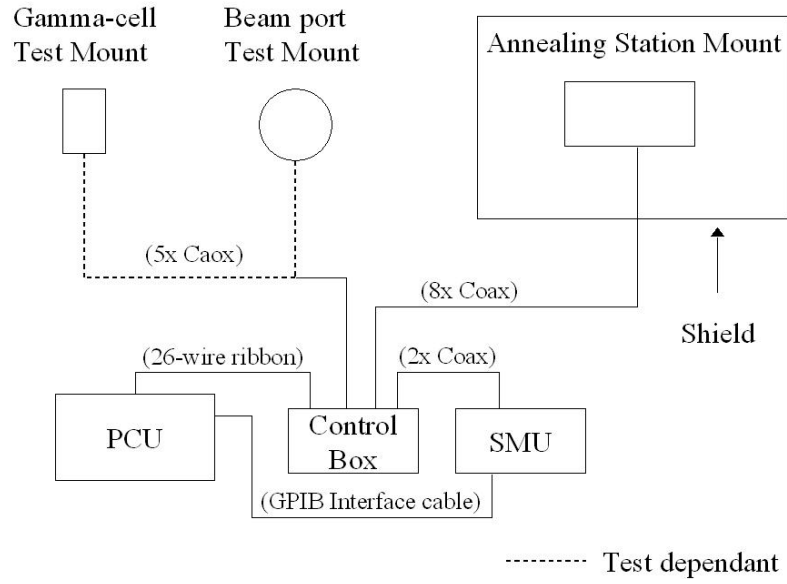 Gamma-cell
Test Mount
Beam port
Test Mount
Annealing Station Mount
(5x Caox)
(8x Coax)
Shield
(26-wire ribbon)
(2x Coax)
PCU
Control
Box
SMU
(GPIB Interface cable)
Test dependant